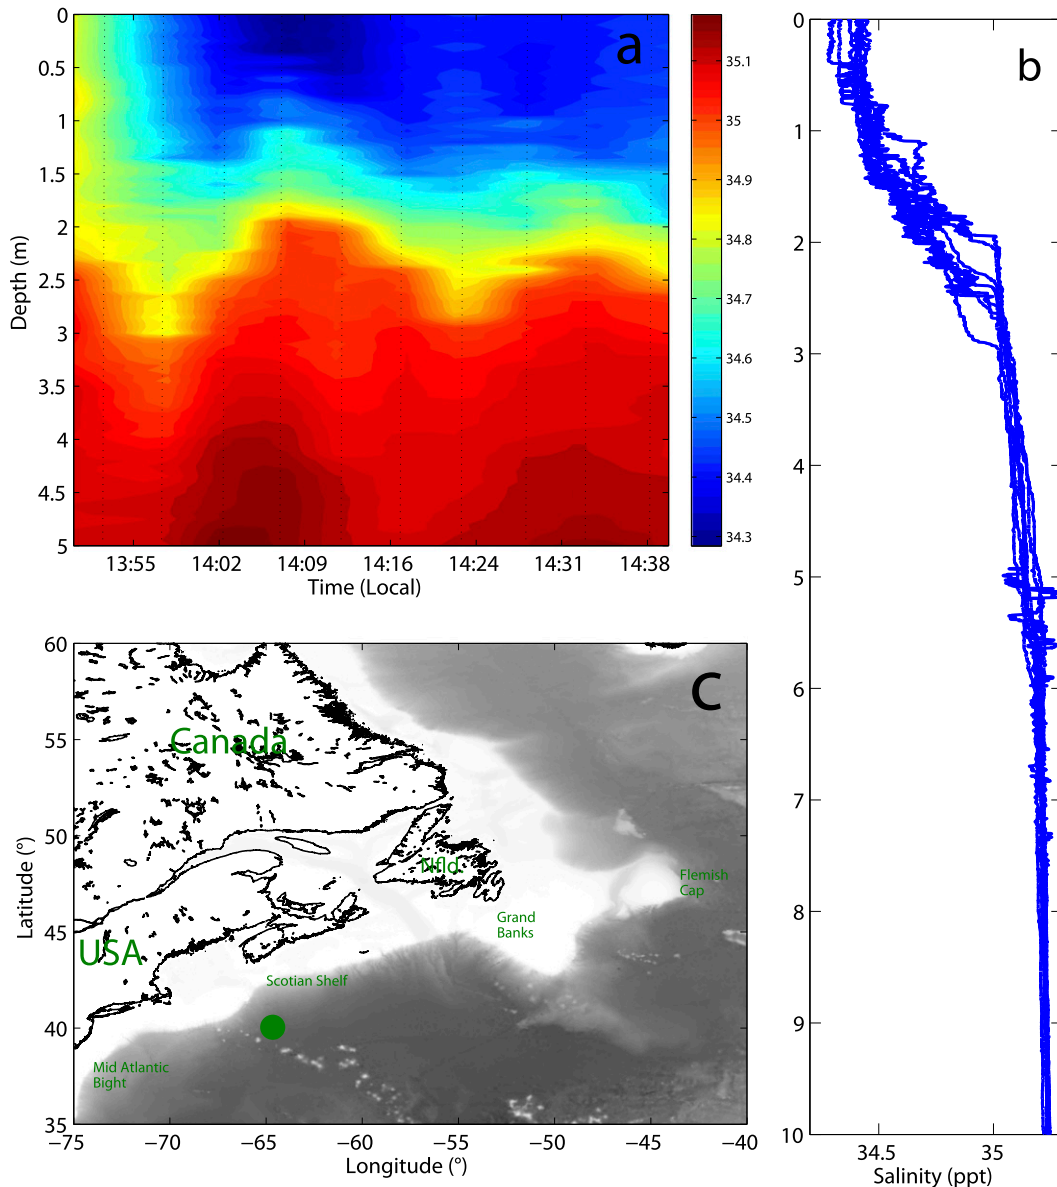 a
0
0.5
1
1.5
2
2.5
3
3.5
4
4.5
5
Depth (m)
13:55 14:02 14:09 14:16 14:24 14:31 14:38
Time (Local)
35.1
35
34.9
34.8
34.7
34.6
34.5
34.4
34.3
b
0
1
2
3
4
5
6
7
8
9
10
34.5 35
Salinity (ppt)
c
60
55
50
45
40
35
Latitude (°)
Canada
Nfld.
Flemish
Cap
Grand
Banks
USA
Scotian Shelf
Mid Atlantic
Bight
−75 −70 −65 −60 −55 −50 −45 −40
Longitude (°)